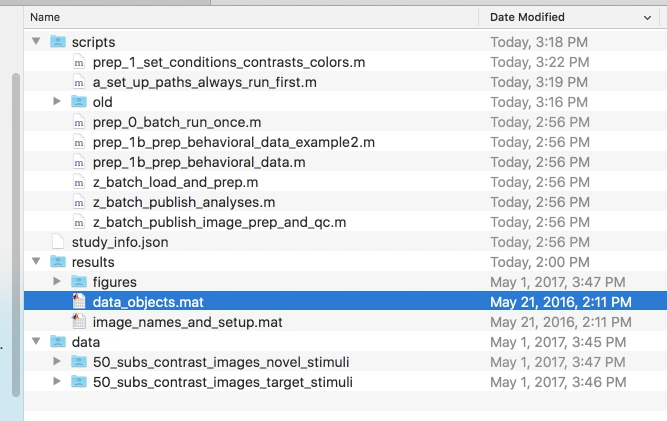 Name Date Modified
scripts Today, 3:18 PM
prep_1_set_conditions_contrasts_colors.m Today, 3:22 PM
a_set_up_paths_always_run_first.m Today, 3:19 PM
old Today, 3:16 PM
prep_0_batch_run_once.m Today, 2:56 PM
prep_1b_prep_behavioral_data_example2.m Today, 2:56 PM
prep_1b_prep_behavioral_data.m Today, 2:56 PM
z_batch_load_and_prep.m Today, 2:56 PM
z_batch_publish_analyses.m Today, 2:56 PM
z_batch_publish_image_prep_and_qc.m Today, 2:56 PM
study_info.json Today, 2:56 PM
results Today, 2:00 PM
figures May 1, 2017, 3:47 PM
data_objects.mat May 21, 2016, 2:11 PM
image_names_and_setup.mat May 21, 2016, 2:11 PM
data May 1, 2017, 3:45 PM
50_subs_contrast_images_novel_stimuli May 1, 2017, 3:47 PM
50_subs_contrast_images_target_stimuli May 1, 2017, 3:46 PM